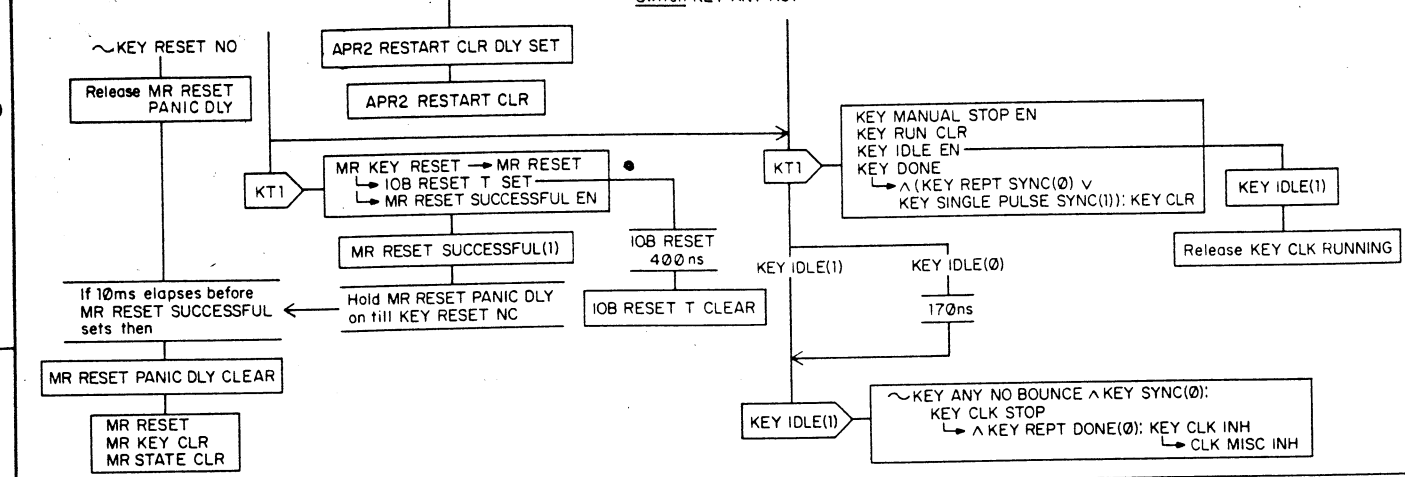 ~KEY RESET NO
Release MR RESET
PANIC DLY
APR2 RESTART CLR DLY SET
APR2 RESTART CLR
KT1
MR KEY RESET → MR RESET
↳ IOB RESET T SET
↳ MR RESET SUCCESSFUL EN
MR RESET SUCCESSFUL(1)
Hold MR RESET PANIC DLY
on till KEY RESET NC
IOB RESET
400ns
IOB RESET T CLEAR
If 10ms elapses before
MR RESET SUCCESSFUL
sets then
MR RESET PANIC DLY CLEAR
MR RESET
MR KEY CLR
MR STATE CLR
KT1
KEY MANUAL STOP EN
KEY RUN CLR
KEY IDLE EN
KEY DONE
↳ ∧(KEY REPT SYNC(0) ∨
KEY SINGLE PULSE SYNC(1)): KEY CLR
KEY IDLE(1)
Release KEY CLK RUNNING
KEY IDLE(1)
KEY IDLE(0)
170ns
KEY IDLE(1)
~KEY ANY NO BOUNCE ∧ KEY SYNC(0):
KEY CLK STOP
↳ ∧ KEY REPT DONE(0): KEY CLK INH
↳ CLK MISC INH